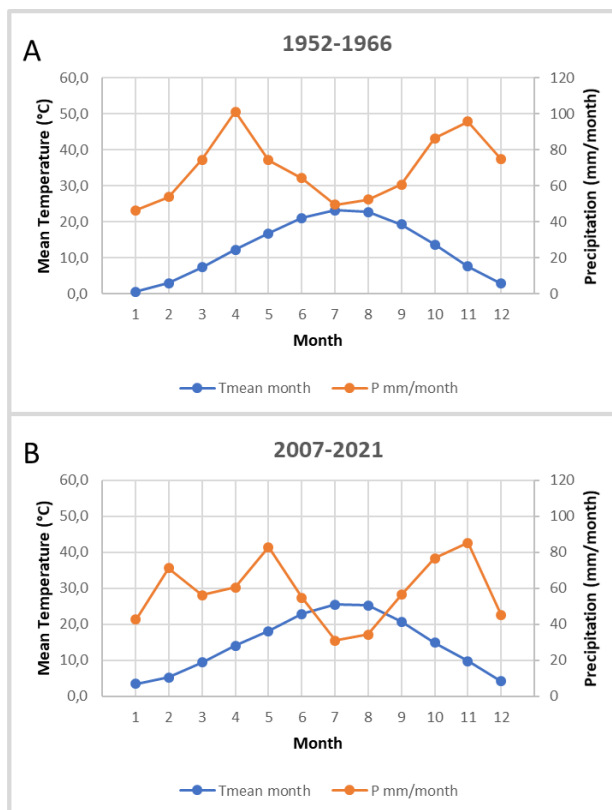 A
1952-1966
Mean Temperature (°C)
60,0
50,0
40,0
30,0
20,0
10,0
0,0
120
100
80
60
40
20
0
Precipitation (mm/month)
1 2 3 4 5 6 7 8 9 10 11 12
Month
Tmean month P mm/month
B
2007-2021
Mean Temperature (°C)
60,0
50,0
40,0
30,0
20,0
10,0
0,0
120
100
80
60
40
20
0
Precipitation (mm/month)
1 2 3 4 5 6 7 8 9 10 11 12
Month
Tmean month P mm/month